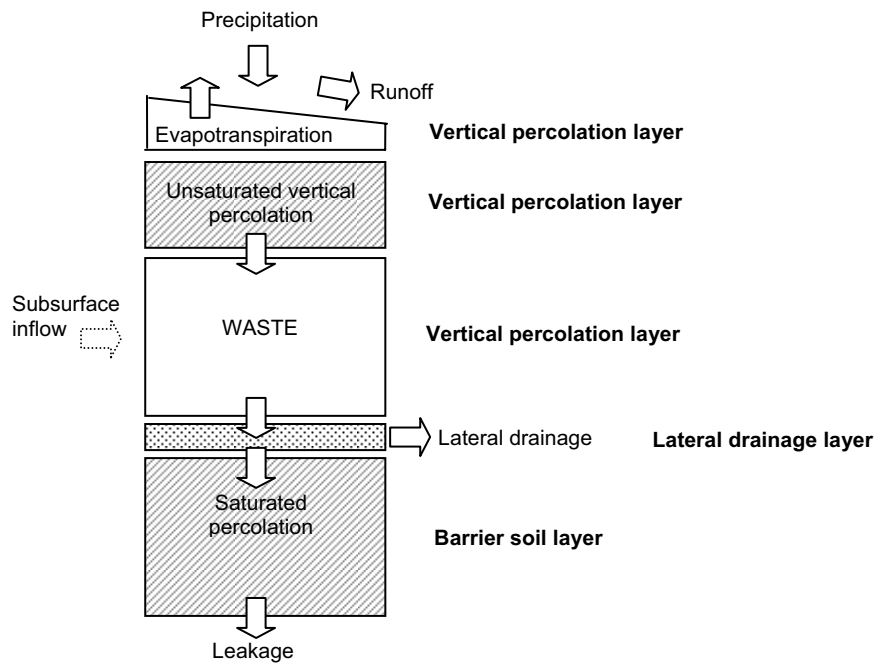 Precipitation
Runoff
Evapotranspiration
Vertical percolation layer
Unsaturated vertical
percolation
Vertical percolation layer
Subsurface
inflow
WASTE
Vertical percolation layer
Lateral drainage
Lateral drainage layer
Saturated
percolation
Barrier soil layer
Leakage